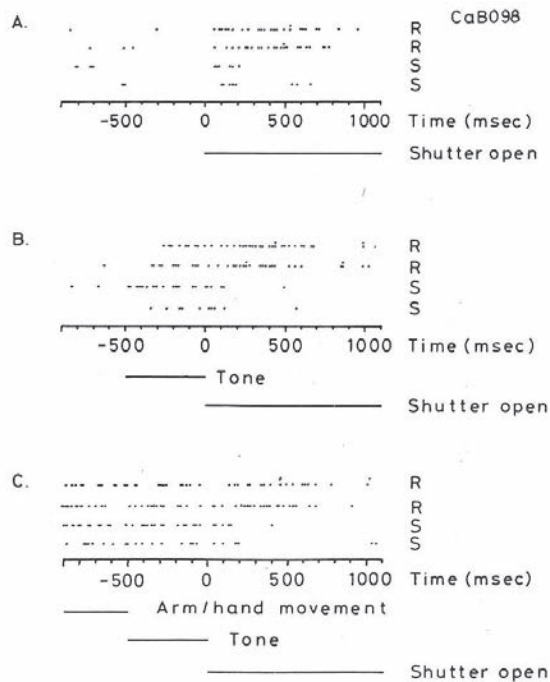 A. R CaB098
R
S
S
-500 0 500 1000 Time (msec)
Shutter open
B. R
R
S
S
-500 0 500 1000 Time (msec)
Tone
Shutter open
C. R
R
S
S
-500 0 500 1000 Time (msec)
Arm/hand movement
Tone
Shutter open